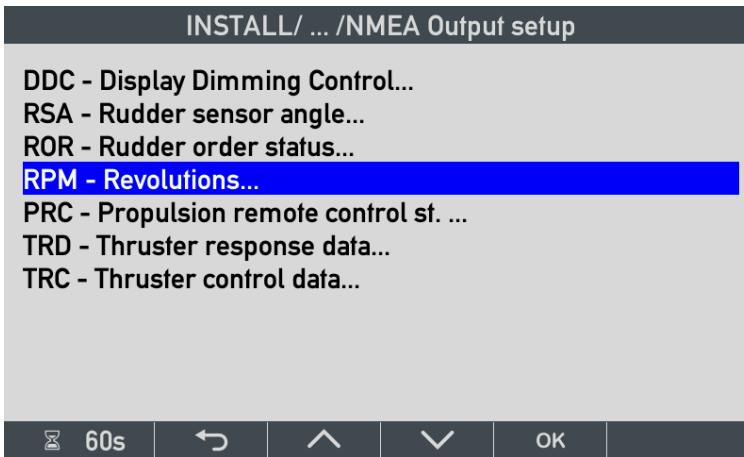 INSTALL/ ... /NMEA Output setup
DDC - Display Dimming Control...
RSA - Rudder sensor angle...
ROR - Rudder order status...
RPM - Revolutions...
PRC - Propulsion remote control st. ...
TRD - Thruster response data...
TRC - Thruster control data...
60s OK